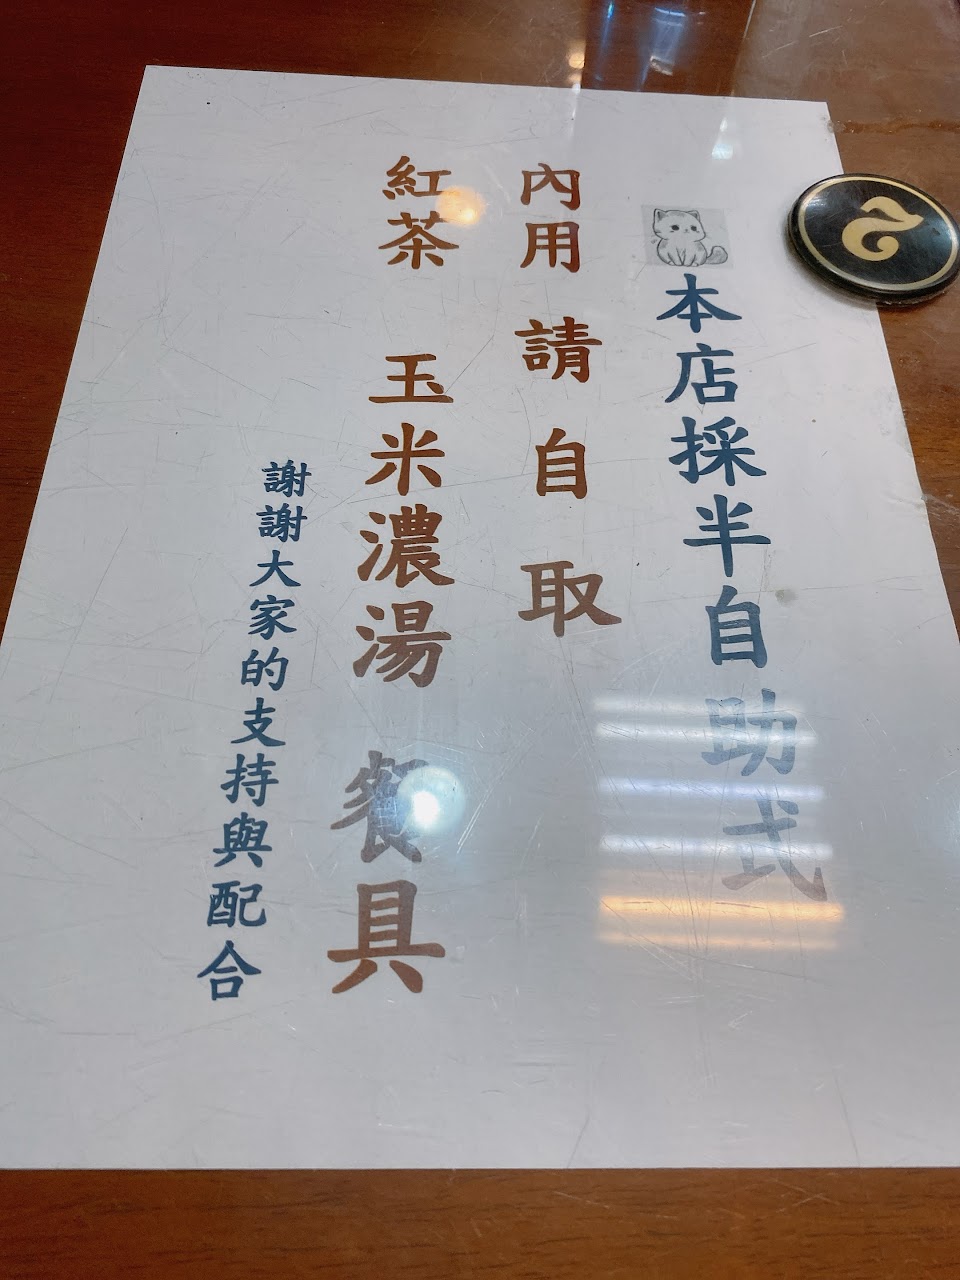 本店採半自助式
內用 請自取
紅茶 玉米濃湯 餐具
謝謝大家的支持與配合
7